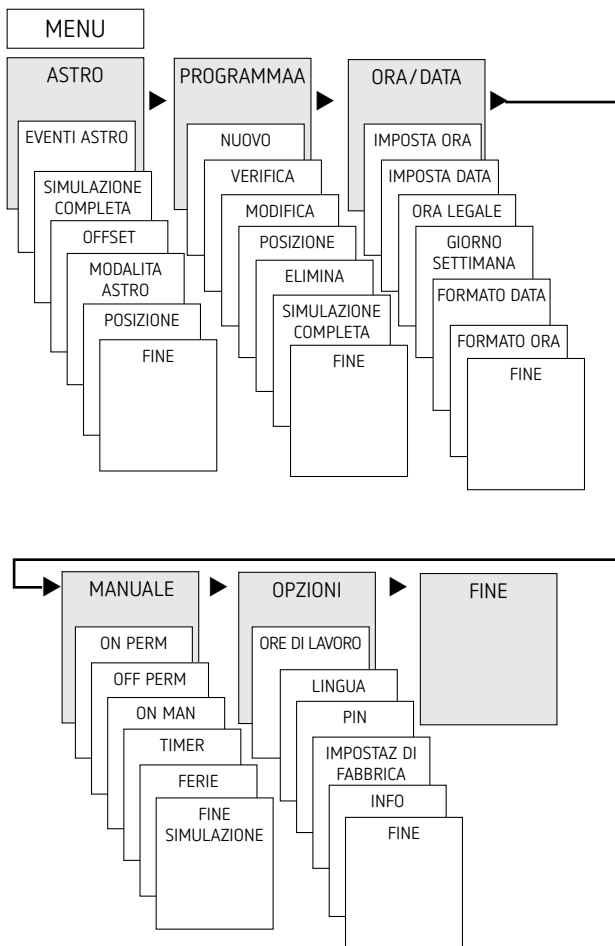 MENU
ASTRO
EVENTI ASTRO
SIMULAZIONE
COMPLETA
OFFSET
MODALITA
ASTRO
POSIZIONE
FINE
PROGRAMMAA
NUOVO
VERIFICA
MODIFICA
POSIZIONE
ELIMINA
SIMULAZIONE
COMPLETA
FINE
ORA/DATA
IMPOSTA ORA
IMPOSTA DATA
ORA LEGALE
GIORNO
SETTIMANA
FORMATO DATA
FORMATO ORA
FINE
MANUALE
ON PERM
OFF PERM
ON MAN
TIMER
FERIE
FINE
SIMULAZIONE
OPZIONI
ORE DI LAVORO
LINGUA
PIN
IMPOSTAZ DI
FABBRICA
INFO
FINE
FINE